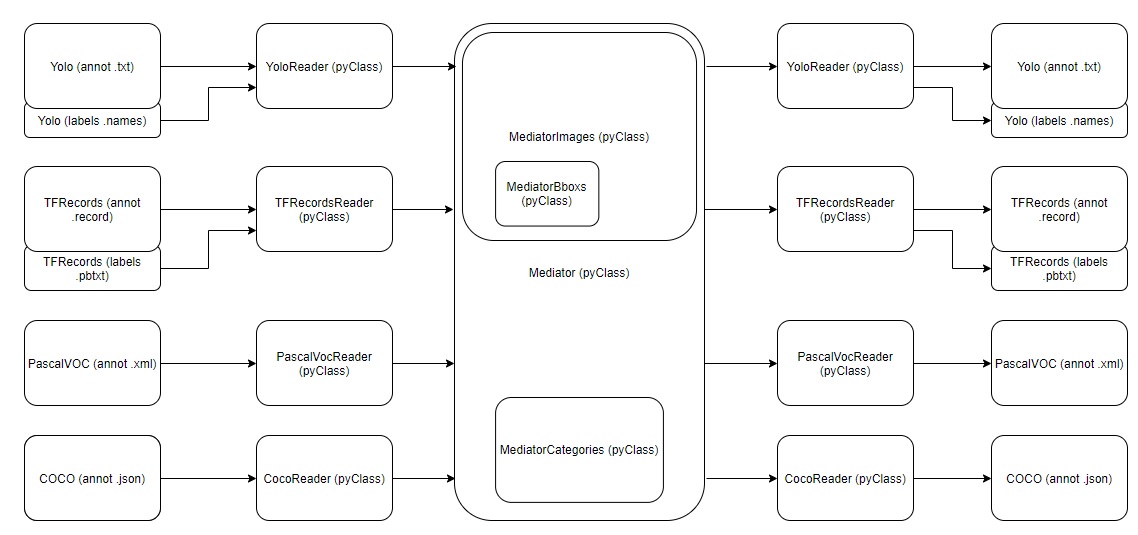 Yolo (annot .txt)
Yolo (labels .names)
YoloReader (pyClass)
TFRecords (annot
.record)
TFRecords (labels
.pbtxt)
TFRecordsReader
(pyClass)
PascalVOC (annot .xml)
PascalVocReader
(pyClass)
COCO (annot .json)
CocoReader (pyClass)
MediatorImages (pyClass)
MediatorBboxs
(pyClass)
Mediator (pyClass)
MediatorCategories (pyClass)
YoloReader (pyClass)
Yolo (annot .txt)
Yolo (labels .names)
TFRecordsReader
(pyClass)
TFRecords (annot
.record)
TFRecords (labels
.pbtxt)
PascalVocReader
(pyClass)
PascalVOC (annot .xml)
CocoReader (pyClass)
COCO (annot .json)